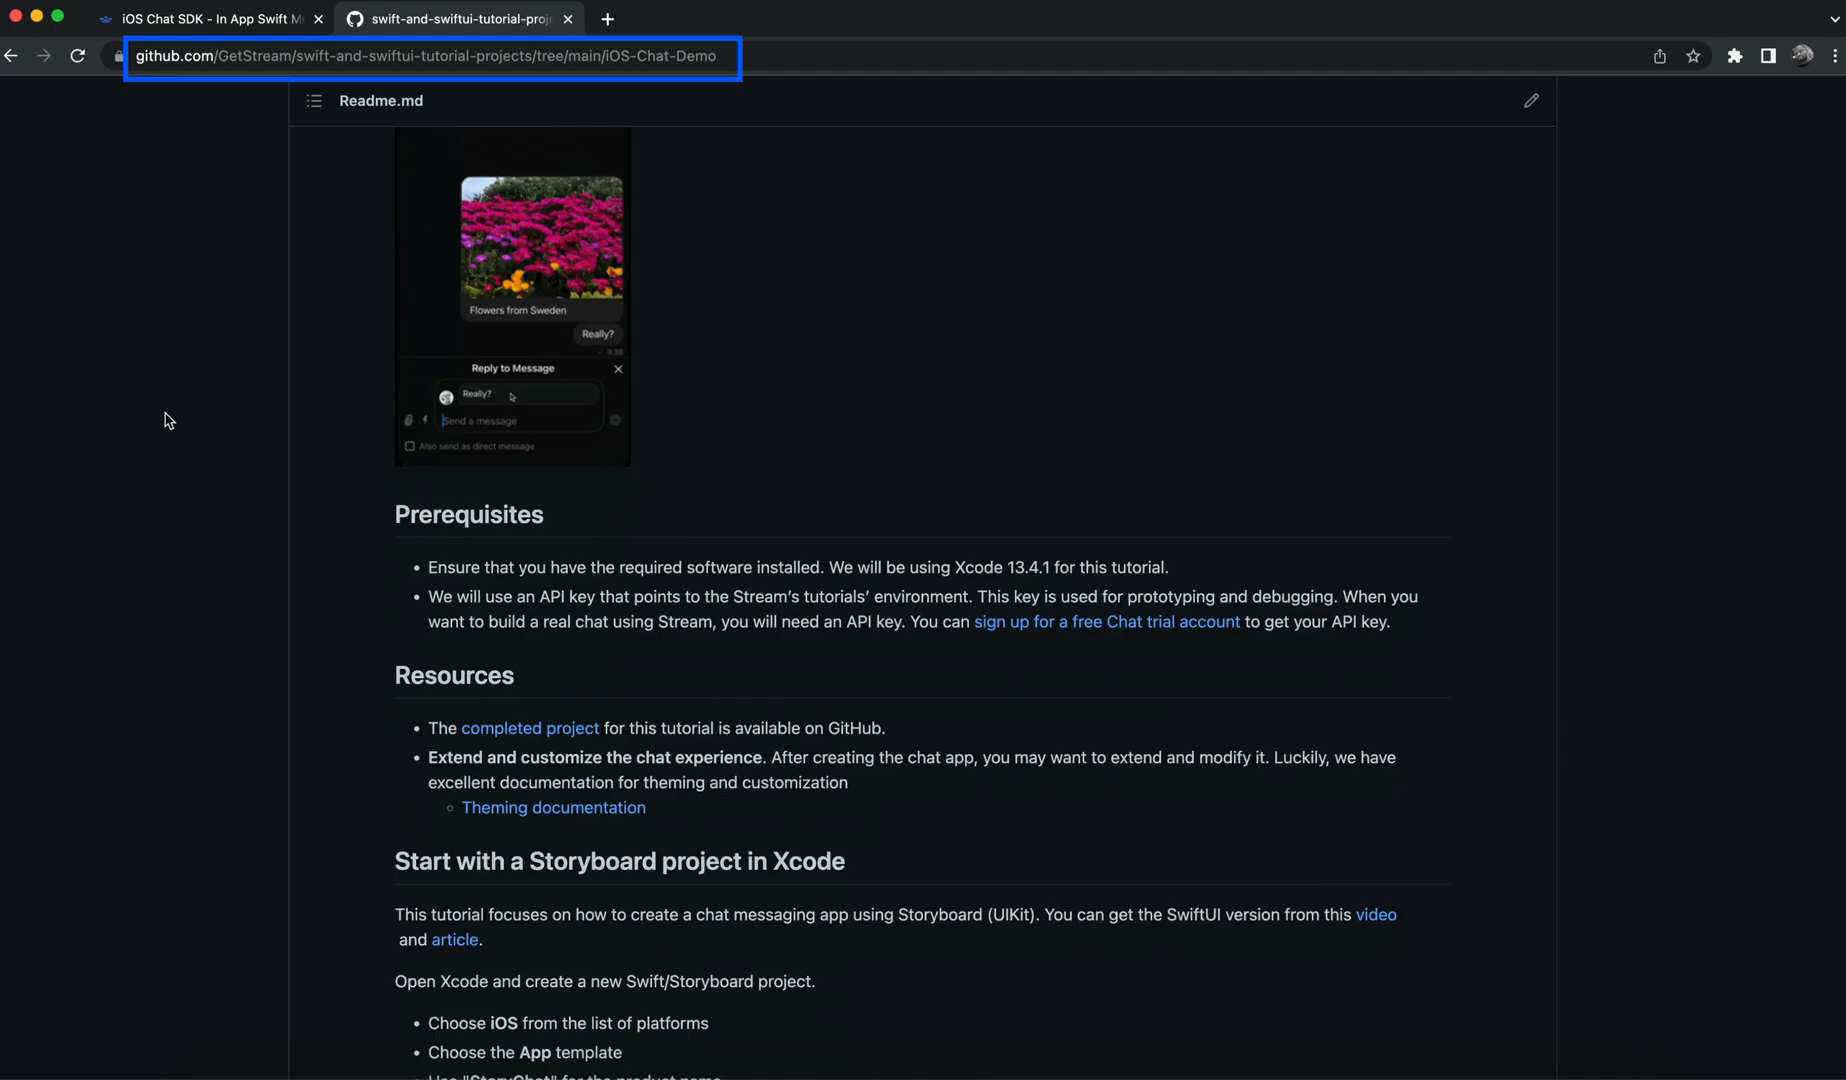 iOS Chat SDK - In App Swift M
swift-and-swiftui-tutorial-proj
github.com/GetStream/swift-and-swiftui-tutorial-projects/tree/main/iOS-Chat-Demo
Readme.md
Flowers from Sweden
Really?
9.36
Reply to Message
Really?
Send a message
Also send as direct message
Prerequisites
• Ensure that you have the required software installed. We will be using Xcode 13.4.1 for this tutorial.
• We will use an API key that points to the Stream's tutorials' environment. This key is used for prototyping and debugging. When you
want to build a real chat using Stream, you will need an API key. You can sign up for a free Chat trial account to get your API key.
Resources
• The completed project for this tutorial is available on GitHub.
• Extend and customize the chat experience. After creating the chat app, you may want to extend and modify it. Luckily, we have
excellent documentation for theming and customization
◦ Theming documentation
Start with a Storyboard project in Xcode
This tutorial focuses on how to create a chat messaging app using Storyboard (UIKit). You can get the SwiftUI version from this video
and article.
Open Xcode and create a new Swift/Storyboard project.
• Choose iOS from the list of platforms
• Choose the App template
• Use "StoryChat" for the product name